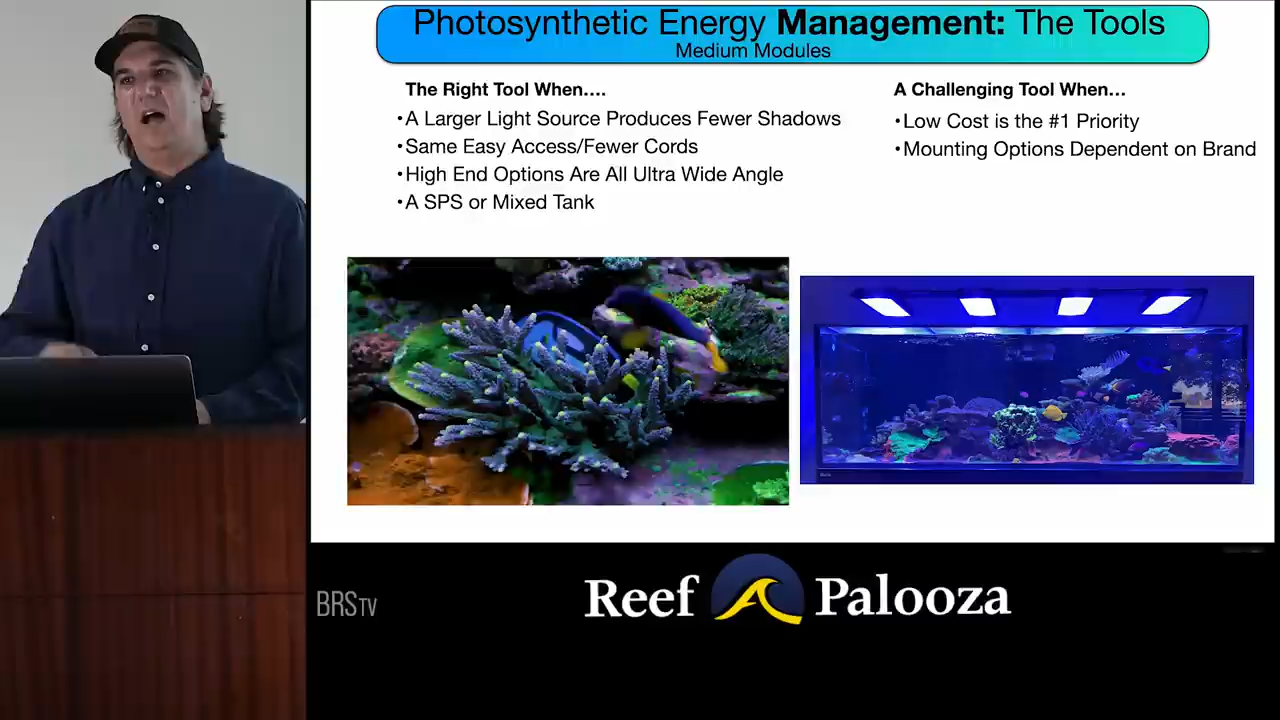 Photosynthetic Energy Management: The Tools
Medium Modules
The Right Tool When….
•A Larger Light Source Produces Fewer Shadows
•Same Easy Access/Fewer Cords
•High End Options Are All Ultra Wide Angle
•A SPS or Mixed Tank
A Challenging Tool When…
•Low Cost is the #1 Priority
•Mounting Options Dependent on Brand
BRSTV
Reef Palooza